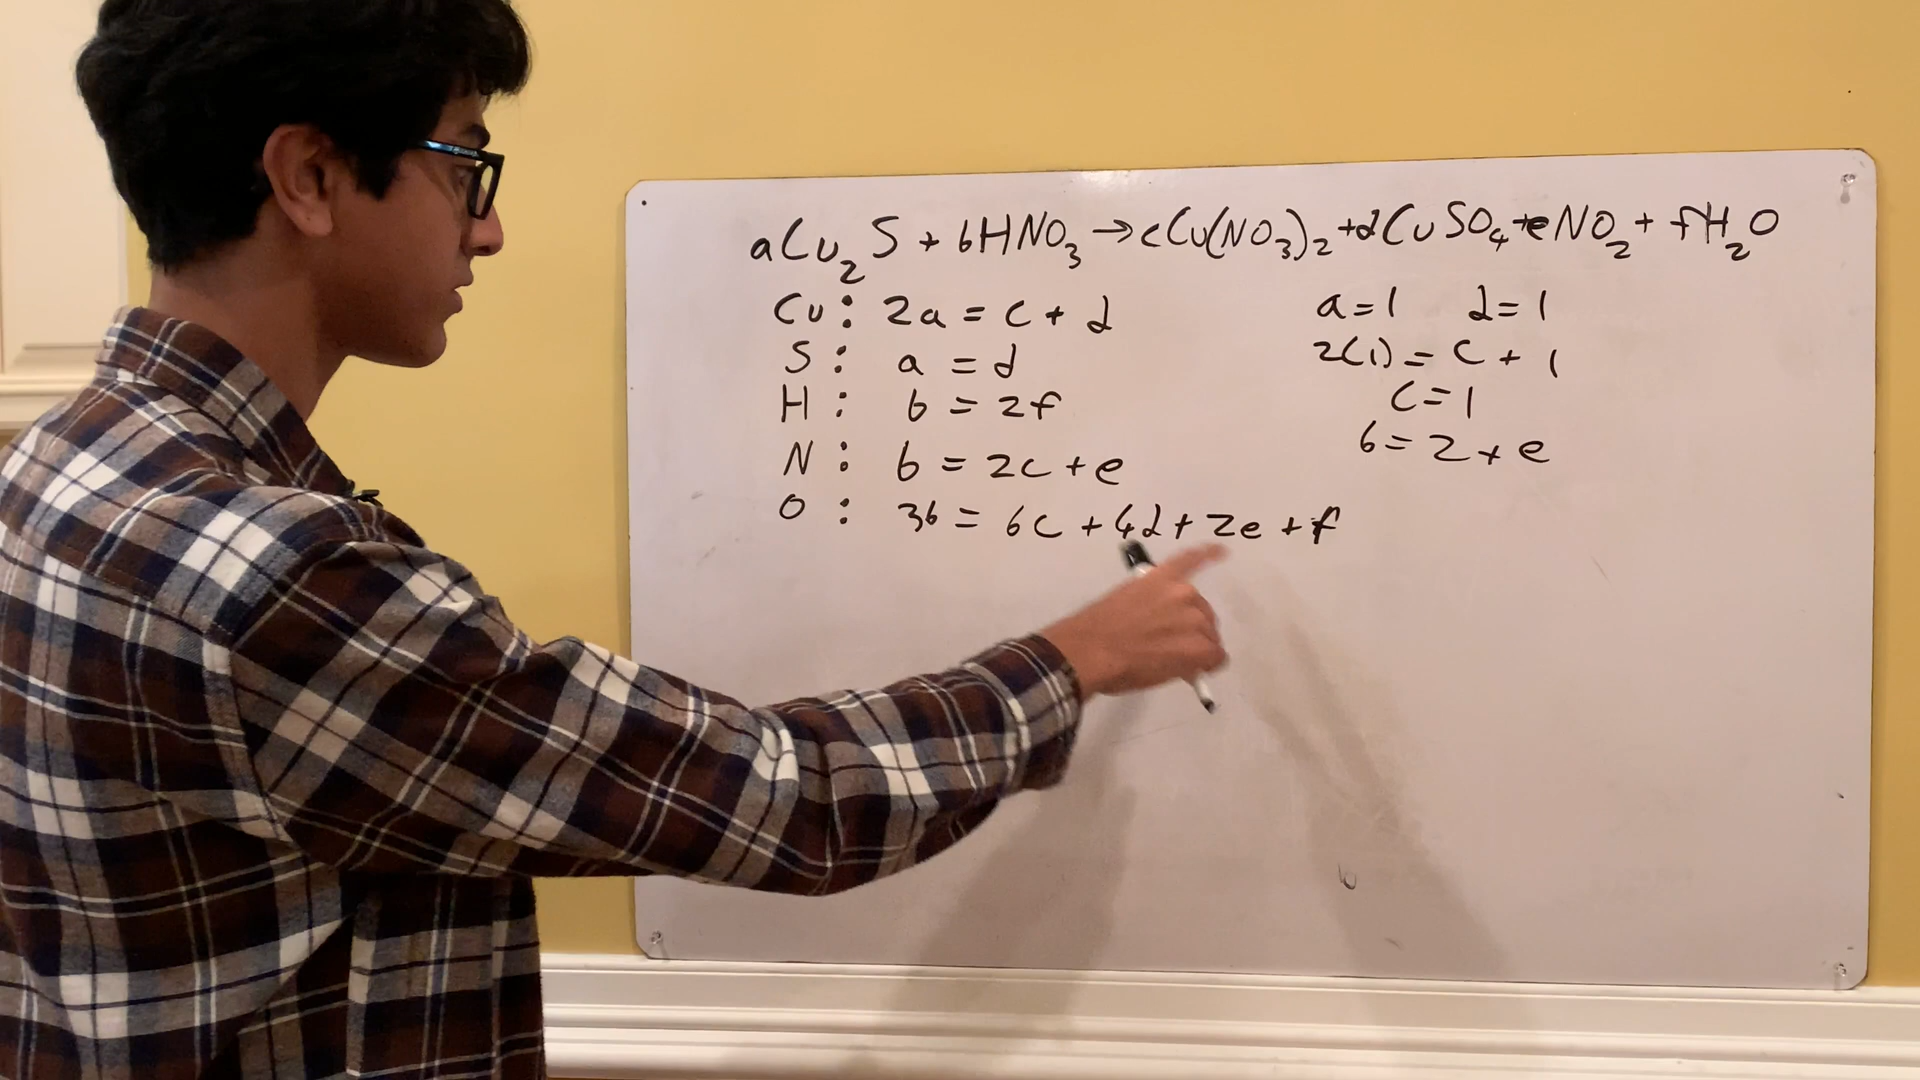 aCu₂S + bHNO₃ → cCu(NO₃)₂ + dCuSO₄ + eNO₂ + fH₂O
Cu : 2a = c + d
S : a = d
H : b = 2f
N : b = 2c + e
O : 3b = 6c + 4d + 2e + f
a = 1 d = 1
2(1) = c + 1
c = 1
b = 2 + e